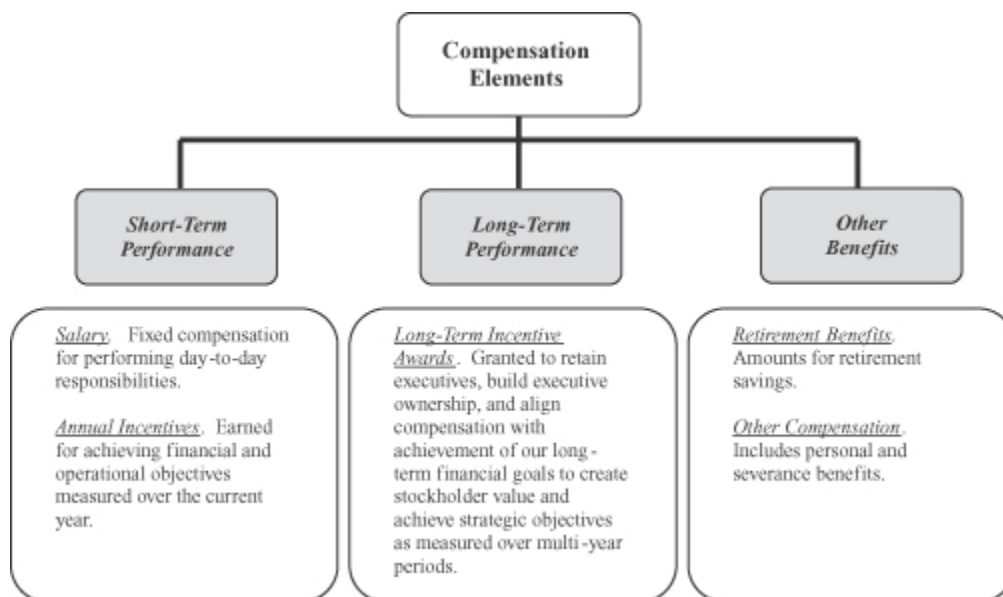 Compensation
Elements
Short-Term
Performance
Long-Term
Performance
Other
Benefits
Salary. Fixed compensation
for performing day-to-day
responsibilities.
Annual Incentives. Earned
for achieving financial and
operational objectives
measured over the current
year.
Long-Term Incentive
Awards. Granted to retain
executives, build executive
ownership, and align
compensation with
achievement of our long-
term financial goals to create
stockholder value and
achieve strategic objectives
as measured over multi-year
periods.
Retirement Benefits.
Amounts for retirement
savings.
Other Compensation.
Includes personal and
severance benefits.